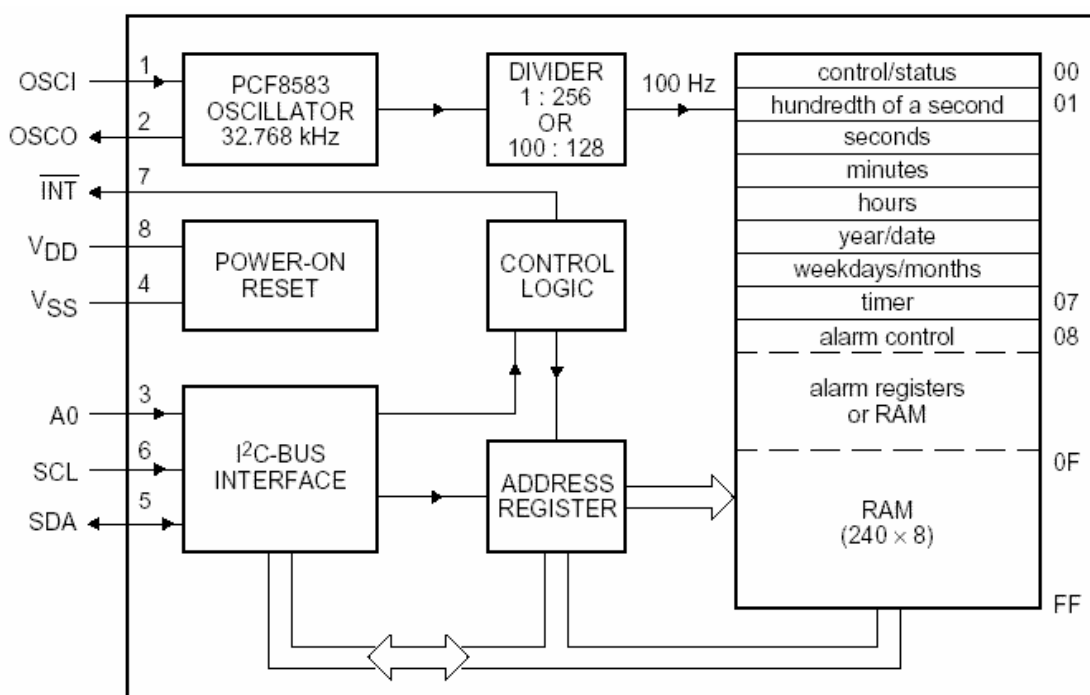 OSCI
1
OSCO
2
INT
7
VDD
8
VSS
4
A0
3
SCL
6
SDA
5
PCF8583
OSCILLATOR
32.768 kHz
DIVIDER
1 : 256
OR
100 : 128
100 Hz
POWER-ON
RESET
CONTROL
LOGIC
I²C-BUS
INTERFACE
ADDRESS
REGISTER
control/status 00
hundredth of a second 01
seconds
minutes
hours
year/date
weekdays/months
timer 07
alarm control 08
alarm registers
or RAM
0F
RAM
(240 × 8)
FF